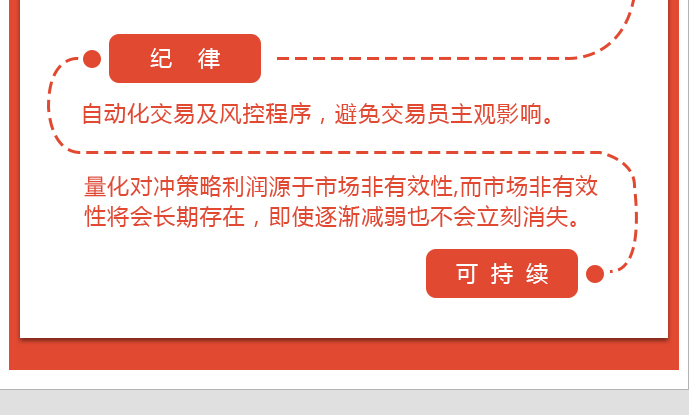 纪 律
自动化交易及风控程序，避免交易员主观影响。
量化对冲策略利润源于市场非有效性,而市场非有效
性将会长期存在，即使逐渐减弱也不会立刻消失。
可 持 续